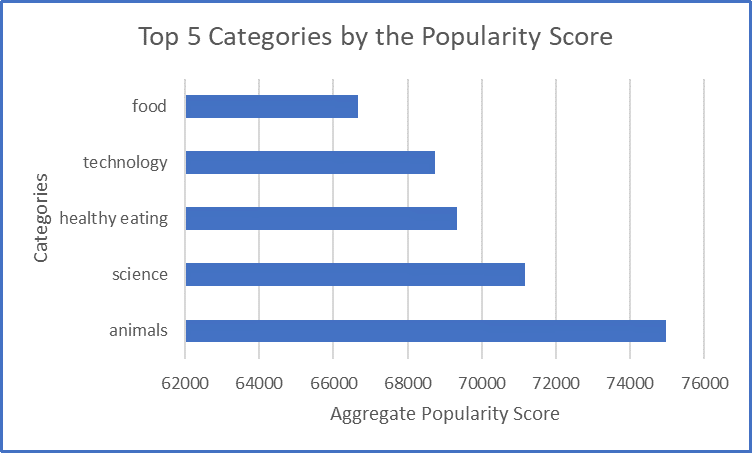 Top 5 Categories by the Popularity Score
Categories
food
technology
healthy eating
science
animals
62000 64000 66000 68000 70000 72000 74000 76000
Aggregate Popularity Score